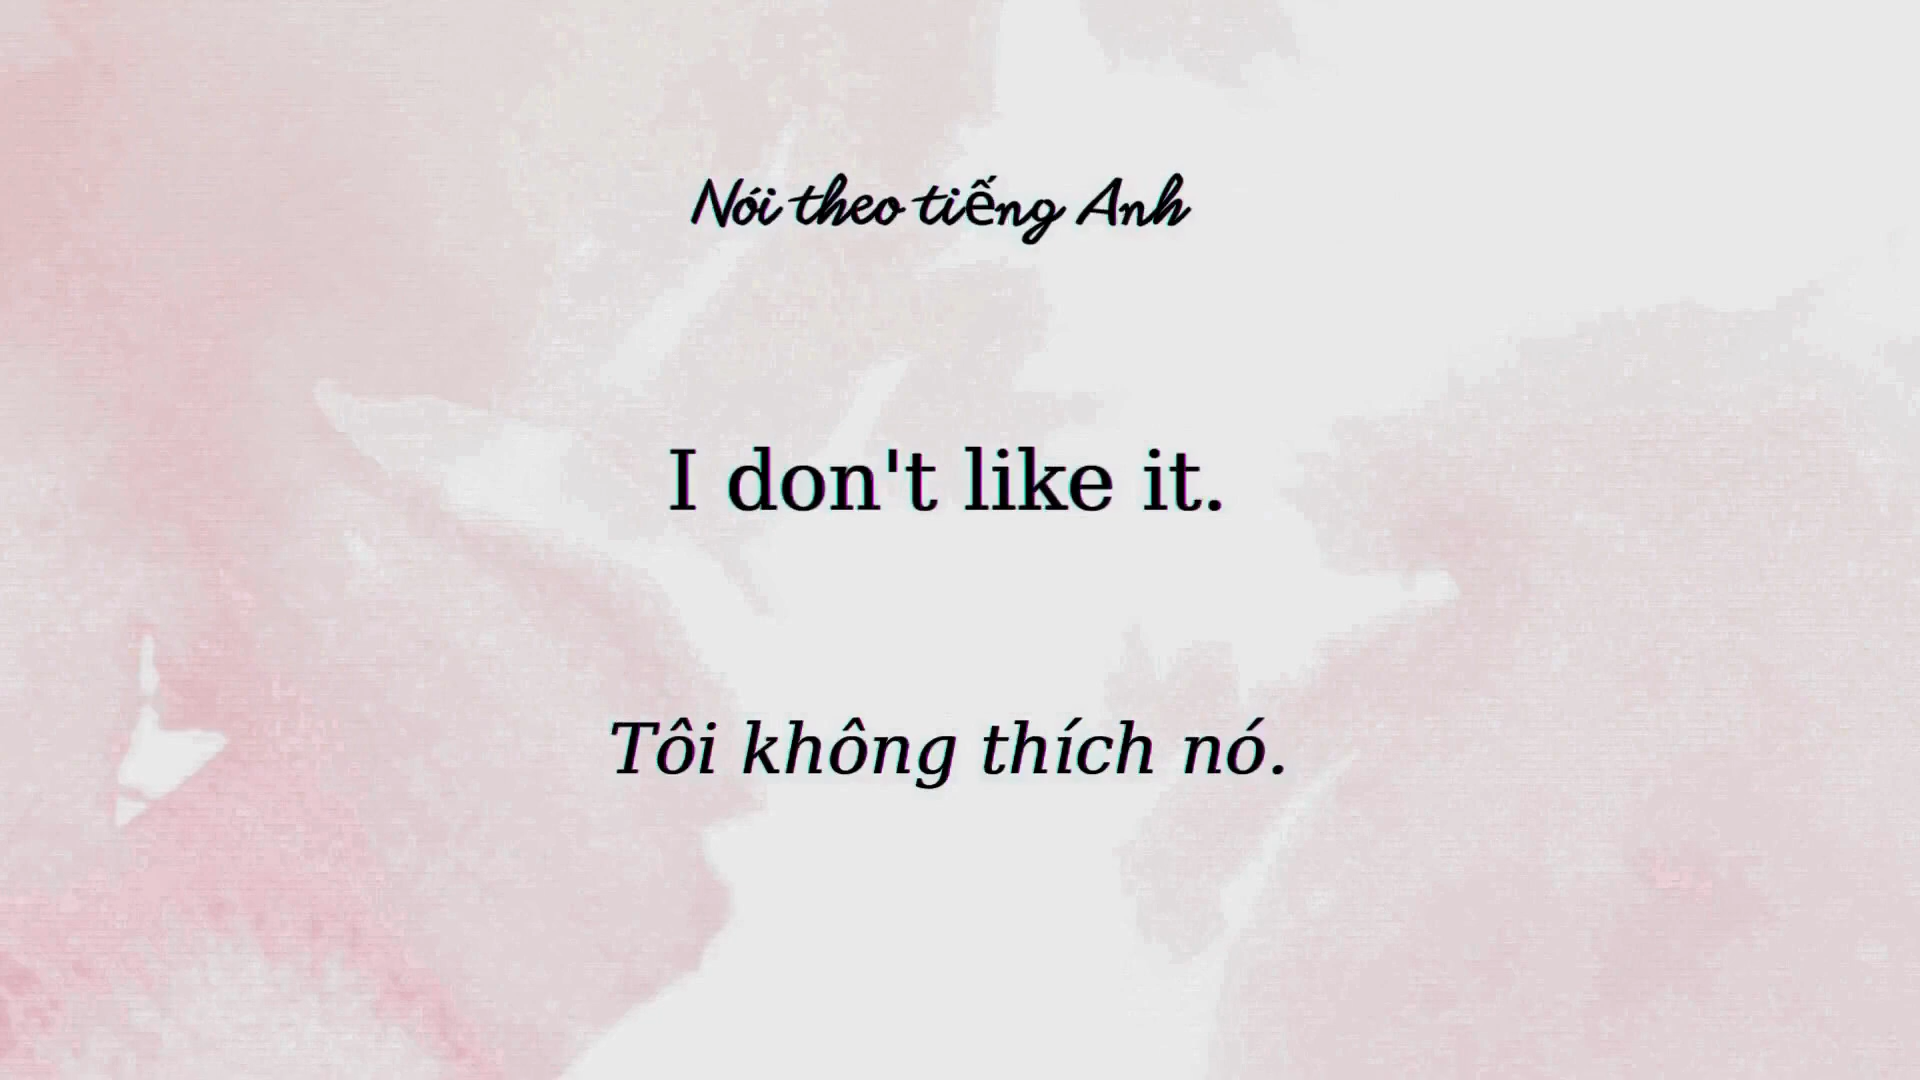 Nói theo tiếng Anh
I don't like it.
Tôi không thích nó.